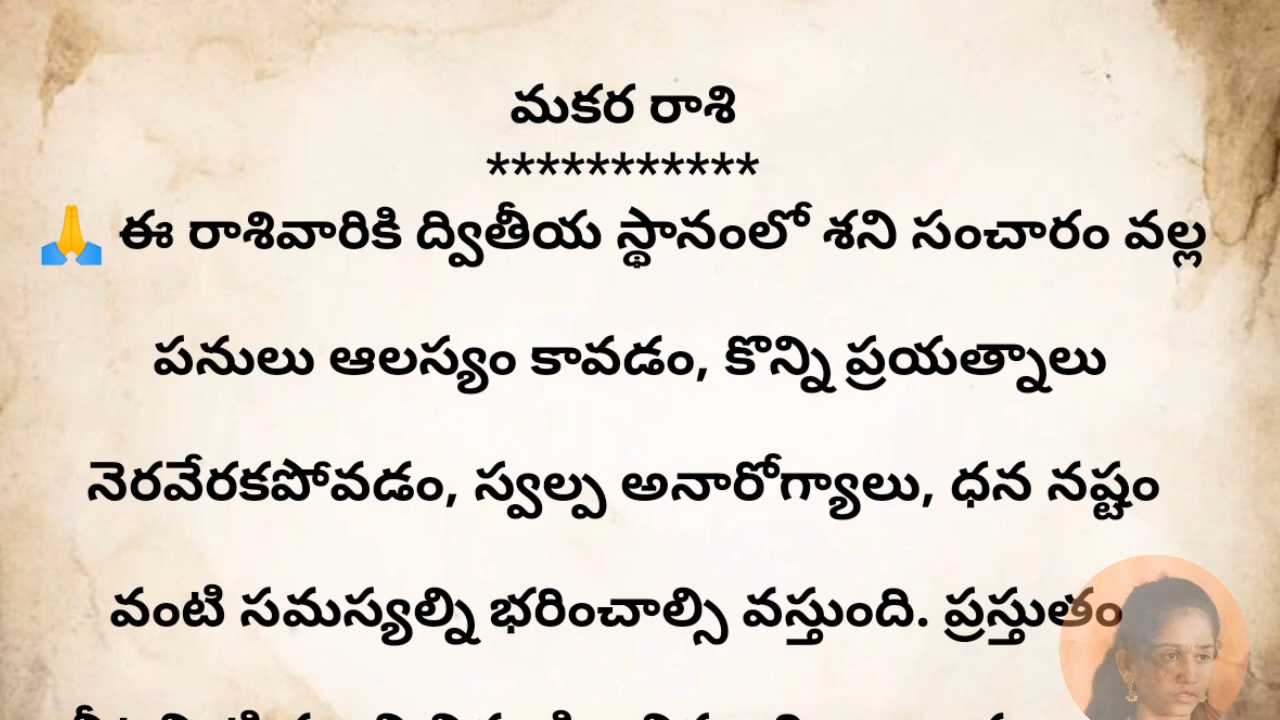 మకర రాశి
***********
🙏 ఈ రాశివారికి ద్వితీయ స్థానంలో శని సంచారం వల్ల
పనులు ఆలస్యం కావడం, కొన్ని ప్రయత్నాలు
నెరవేరకపోవడం, స్వల్ప అనారోగ్యాలు, ధన నష్టం
వంటి సమస్యల్ని భరించాల్సి వస్తుంది. ప్రస్తుతం